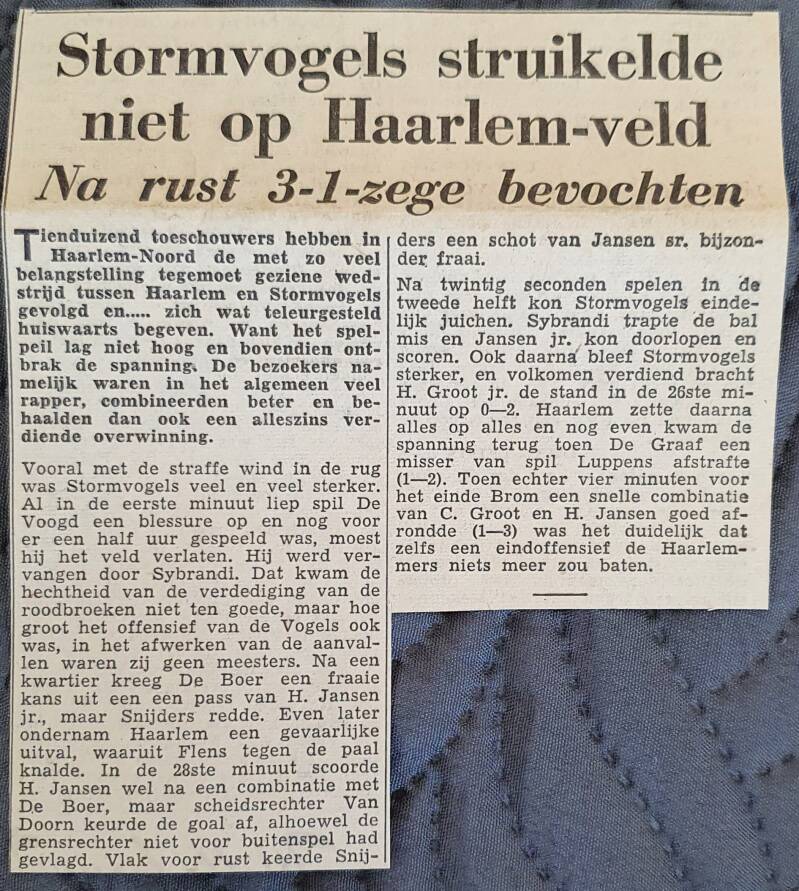 Stormvogels struikelde
niet op Haarlem-veld
Na rust 3-1-zege bevochten
Tienduizend toeschouwers hebben in
Haarlem-Noord de met zo veel
belangstelling tegemoet geziene wed-
strijd tussen Haarlem en Stormvogels
gevolgd en..... zich wat teleurgesteld
huiswaarts begeven. Want het spel-
peil lag niet hoog en bovendien ont-
brak de spanning. De bezoekers na-
melijk waren in het algemeen veel
rapper, combineerden beter en be-
haalden dan ook een alleszins ver-
diende overwinning.
Vooral met de straffe wind in de rug
was Stormvogels veel en veel sterker.
Al in de eerste minuut liep spil De
Voogd een blessure op en nog voor
er een half uur gespeeld was, moest
hij het veld verlaten. Hij werd ver-
vangen door Sybrandi. Dat kwam de
hechtheid van de verdediging van de
roodbroeken niet ten goede, maar hoe
groot het offensief van de Vogels ook
was, in het afwerken van de aanval-
len waren zij geen meesters. Na een
kwartier kreeg De Boer een fraaie
kans uit een een pass van H. Jansen
jr., maar Snijders redde. Even later
ondernam Haarlem een gevaarlijke
uitval, waaruit Flens tegen de paal
knalde. In de 28ste minuut scoorde
H. Jansen wel na een combinatie met
De Boer, maar scheidsrechter Van
Doorn keurde de goal af, alhoewel de
grensrechter niet voor buitenspel had
gevlagd. Vlak voor rust keerde Snij-
ders een schot van Jansen sr. bijzon-
der fraai.
Na twintig seconden spelen in de
tweede helft kon Stormvogels einde-
lijk juichen. Sybrandi trapte de bal
mis en Jansen jr. kon doorlopen en
scoren. Ook daarna bleef Stormvogels
sterker, en volkomen verdiend bracht
H. Groot jr. de stand in de 26ste mi-
nuut op 0—2. Haarlem zette daarna
alles op alles en nog even kwam de
spanning terug toen De Graaf een
misser van spil Luppens afstrafte
(1—2). Toen echter vier minuten voor
het einde Brom een snelle combinatie
van C. Groot en H. Jansen goed af-
rondde (1—3) was het duidelijk dat
zelfs een eindoffensief de Haarlem-
mers niets meer zou baten.